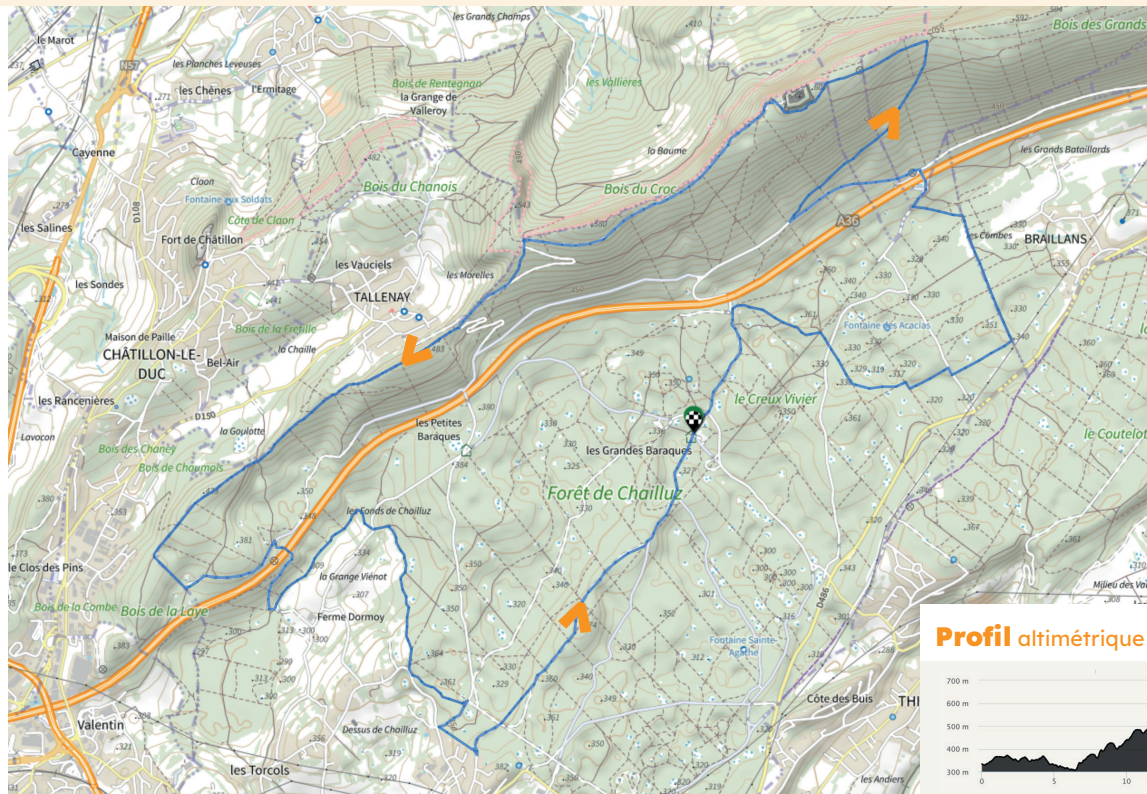 les Grands Champs
le Marot
N57
les Planches Leveuses
les Chênes
l'Ermitage
271
Bois de Rentegnan
la Grange de
Valleroy
les Vallières
Bois des Grands
Cayenne
Claon
Fontaine aux Soldats
Côte de Claon
Bois du Chanois
la Baume
Bois du Croc
A36
les Grands Bataillards
D108
les Salines
Fort de Châtillon
les Vauciels
les Morelles
les Combes
BRAILLANS
les Sondes
TALLENAY
Fontaine des Acacias
Maison de Paille
CHÂTILLON-LE-
DUC
Bois de la Fretille
Bel-Air
la Chaille
les Rancenières
D150
la Goulotte
Lavocon
Bois des Chaney
Bois de Choumois
les Petites
Baraques
384
les Grandes Baraques
le Creux Vivier
le Coutelot
Forêt de Chailluz
les Fonds de Chailluz
le Clos des Pins
la Grange Viénot
Bois de la Combe
Bois de la Laye
Ferme Dormoy
D486
Fontaine Sainte-
Agathe
Côte des Buis
THI
Valentin
Dessus de Chailluz
les Torcols
les Andiers
Profil altimétrique
700 m
600 m
500 m
400 m
300 m
0
5
10